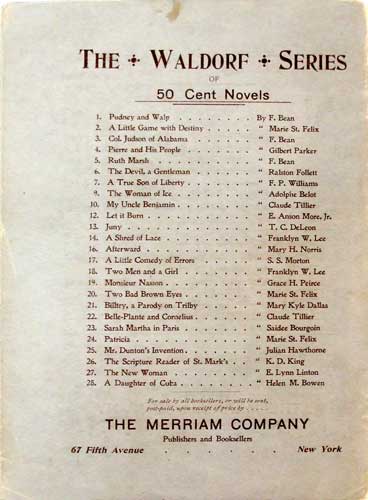 THE ✦ WALDORF ✦ SERIES
OF
50 Cent Novels
1. Pudney and Walp . . . . . . By F. Bean
2. A Little Game with Destiny . . . . " Marie St. Felix
3. Col. Judson of Alabama . . . . " F. Bean
4. Pierre and His People . . . . " Gilbert Parker
5. Ruth Marsh . . . . . " F. Bean
6. The Devil, a Gentleman . . . . " Ralston Follett
7. A True Son of Liberty . . . . " F. P. Williams
9. The Woman of Ice . . . . " Adolphe Belot
10. My Uncle Benjamin . . . . " Claude Tillier
12. Let it Burn . . . . . " E. Anson More, Jr.
13. Juny . . . . . " T. C. DeLeon
14. A Shred of Lace . . . . " Franklyn W. Lee
16. Afterward . . . . . " Mary H. Norris
17. A Little Comedy of Errors . . . . " S. S. Morton
18. Two Men and a Girl . . . . " Franklyn W. Lee
19. Monsieur Nasson . . . . " Grace H. Peirce
20. Two Bad Brown Eyes . . . . " Marie St. Felix
21. Billtry, a Parody on Trilby . . . " Mary Kyle Dallas
22. Belle-Plante and Cornelius . . . " Claude Tillier
23. Sarah Martha in Paris . . . . " Saidee Bourgoin
24. Patricia . . . . . " Marie St. Felix
25. Mr. Dunton's Invention . . . . " Julian Hawthorne
26. The Scripture Reader of St. Mark's . . " K. D. King
27. The New Woman . . . . " E. Lynn Linton
28. A Daughter of Cuba . . . . " Helen M. Bowen
For sale by all booksellers, or will be sent,
post-paid, upon receipt of price by . . . . .
THE MERRIAM COMPANY
Publishers and Booksellers
67 Fifth Avenue . . . . . . . New York